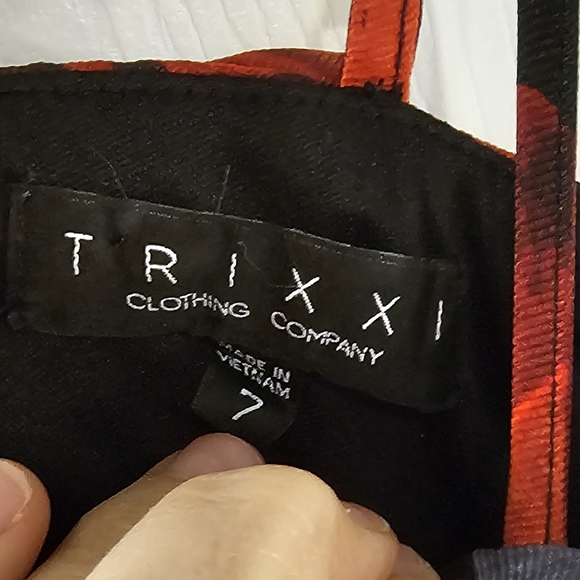 TRIXXI
CLOTHING COMPANY
MADE IN
VIETNAM
7